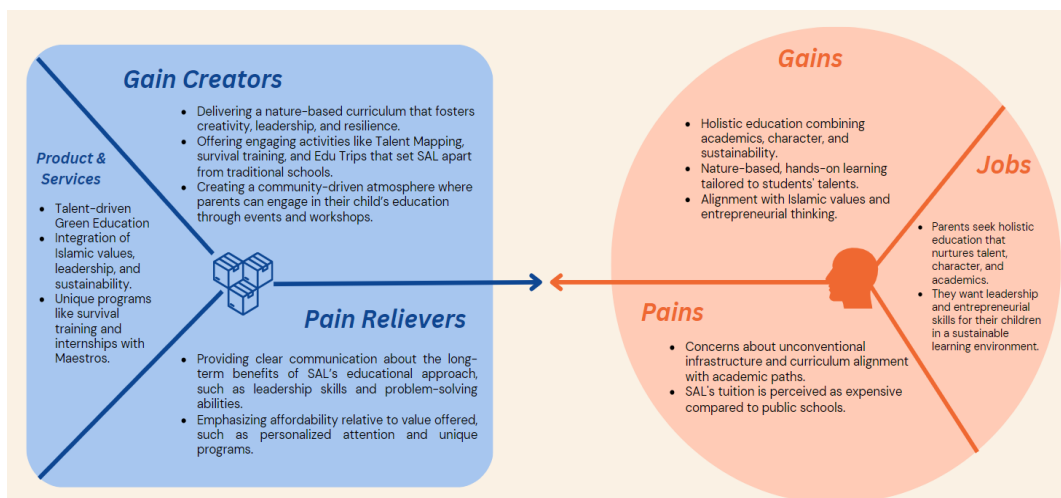 Gain Creators
• Delivering a nature-based curriculum that fosters
creativity, leadership, and resilience.
• Offering engaging activities like Talent Mapping,
survival training, and Edu Trips that set SAL apart
from traditional schools.
• Creating a community-driven atmosphere where
parents can engage in their child's education
through events and workshops.
Product &
Services
• Talent-driven
Green Education
• Integration of
Islamic values,
leadership, and
sustainability.
• Unique programs
like survival
training and
internships with
Maestros.
Pain Relievers
• Providing clear communication about the long-
term benefits of SAL's educational approach,
such as leadership skills and problem-solving
abilities.
• Emphasizing affordability relative to value offered,
such as personalized attention and unique
programs.
Gains
• Holistic education combining
academics, character, and
sustainability.
• Nature-based, hands-on learning
tailored to students' talents.
• Alignment with Islamic values and
entrepreneurial thinking.
Jobs
• Parents seek holistic
education that
nurtures talent,
character, and
academics.
• They want leadership
and entrepreneurial
skills for their children
in a sustainable
learning environment.
Pains
• Concerns about unconventional
infrastructure and curriculum alignment
with academic paths.
• SAL's tuition is perceived as expensive
compared to public schools.